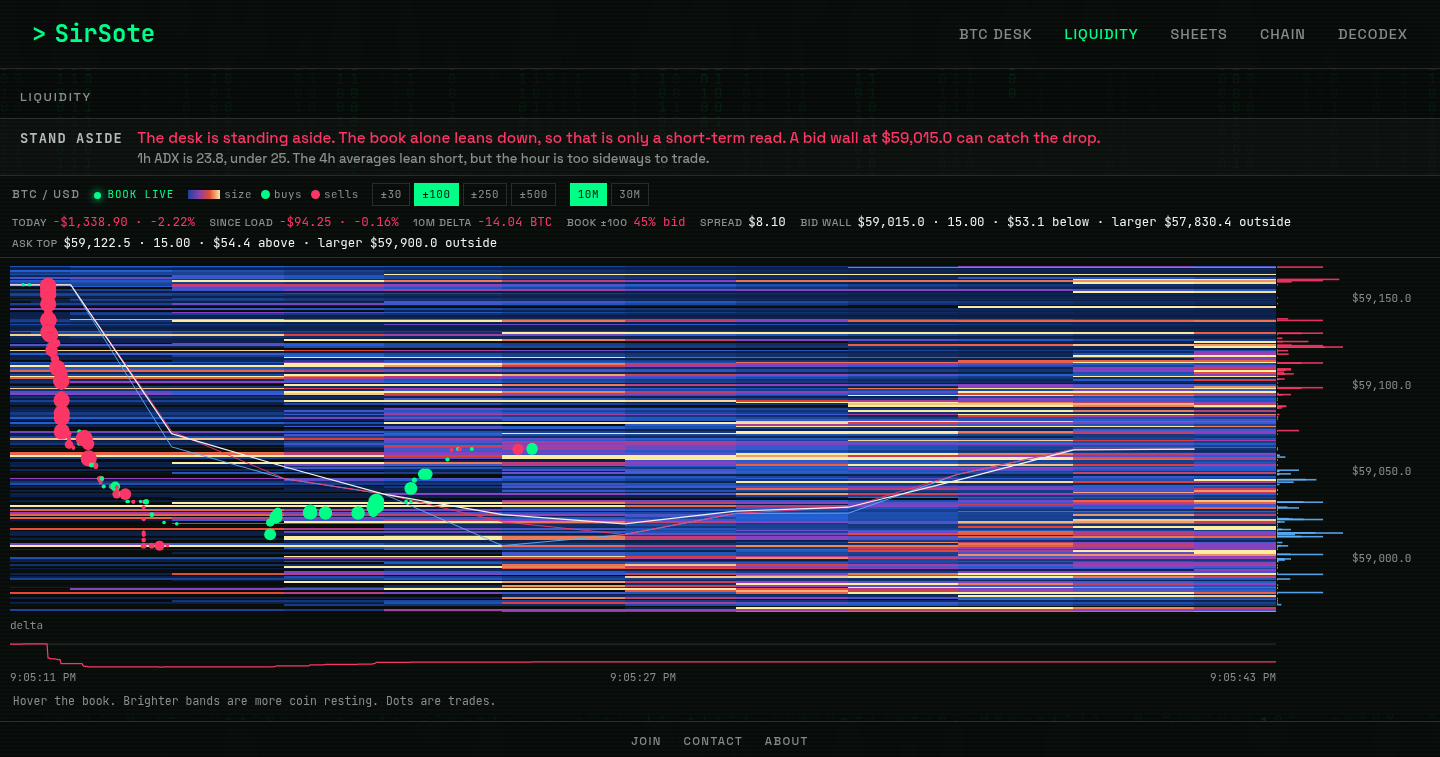 > SirSote
BTC DESK LIQUIDITY SHEETS CHAIN DECODEX
LIQUIDITY
STAND ASIDE The desk is standing aside. The book alone leans down, so that is only a short-term read. A bid wall at $59,015.0 can catch the drop.
1h ADX is 23.8, under 25. The 4h averages lean short, but the hour is too sideways to trade.
BTC / USD BOOK LIVE size buys sells ±30 ±100 ±250 ±500 10M 30M
TODAY -$1,338.90 · -2.22% SINCE LOAD -$94.25 · -0.16% 10M DELTA -14.04 BTC BOOK ±100 45% bid SPREAD $8.10 BID WALL $59,015.0 · 15.00 · $53.1 below · larger $57,830.4 outside
ASK TOP $59,122.5 · 15.00 · $54.4 above · larger $59,900.0 outside
$59,150.0
$59,100.0
$59,050.0
$59,000.0
delta
9:05:11 PM 9:05:27 PM 9:05:43 PM
Hover the book. Brighter bands are more coin resting. Dots are trades.
JOIN CONTACT ABOUT